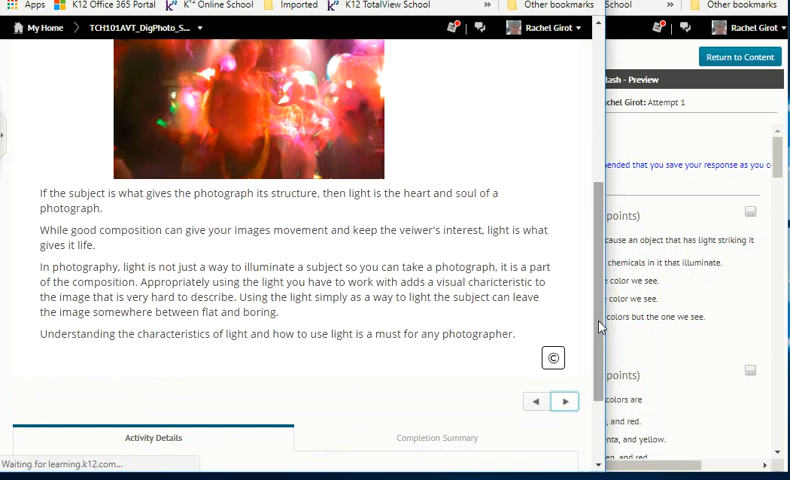 Apps K12 Office 365 Portal K¹² Online School Imported K12 TotalView School » Other bookmarks School » Other bookmarks
My Home TCH101AVT_DigPhoto_S... Rachel Girot Rachel Girot
Return to Content
lash - Preview
achel Girot: Attempt 1
nended that you save your response as you c
If the subject is what gives the photograph its structure, then light is the heart and soul of a
photograph.
While good composition can give your images movement and keep the veiwer's interest, light is what
gives it life.
In photography, light is not just a way to illuminate a subject so you can take a photograph, it is a part
of the composition. Appropriately using the light you have to work with adds a visual charicteristic to
the image that is very hard to describe. Using the light simply as a way to light the subject can leave
the image somewhere between flat and boring.
Understanding the characteristics of light and how to use light is a must for any photographer.
©
points)
cause an object that has light striking it
chemicals in it that illuminate.
e color we see.
e color we see.
colors but the one we see.
points)
colors are
, and red.
enta, and yellow.
en, and red.
Activity Details Completion Summary
Waiting for learning.k12.com...